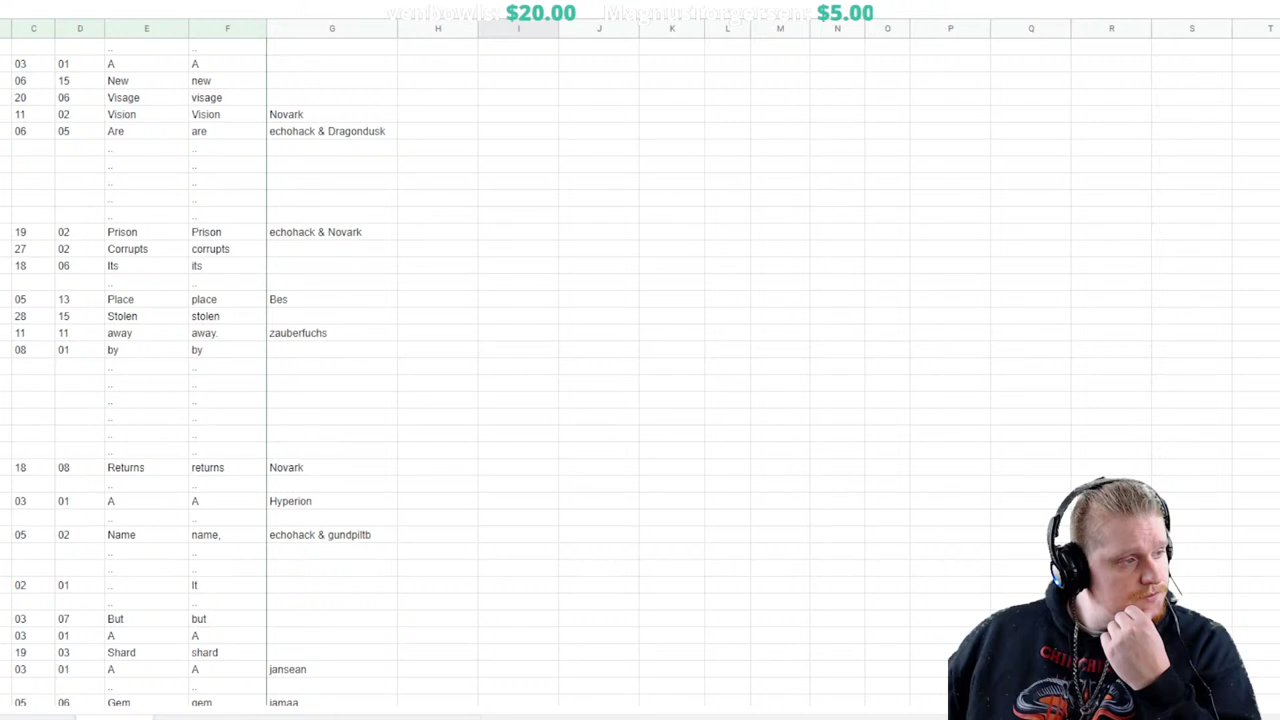 venbowls: $20.00 MagnusTorgersen: $5.00
C D E F G H I J K L M N O P Q R S T
.. ..
03 01 A A
06 15 New new
20 06 Visage visage
11 02 Vision Vision Novark
06 05 Are are echohack & Dragondusk
.. ..
.. ..
.. ..
.. ..
.. ..
19 02 Prison Prison echohack & Novark
27 02 Corrupts corrupts
18 06 Its its
.. ..
05 13 Place place Bes
28 15 Stolen stolen
11 11 away away. zauberfuchs
08 01 by by
.. ..
.. ..
.. ..
.. ..
.. ..
.. ..
18 08 Returns returns Novark
.. ..
03 01 A A Hyperion
.. ..
05 02 Name name, echohack & gundpiltb
.. ..
.. ..
02 01 .. It
.. ..
03 07 But but
03 01 A A
19 03 Shard shard
03 01 A A jansean
.. ..
05 06 Gem gem jamaa